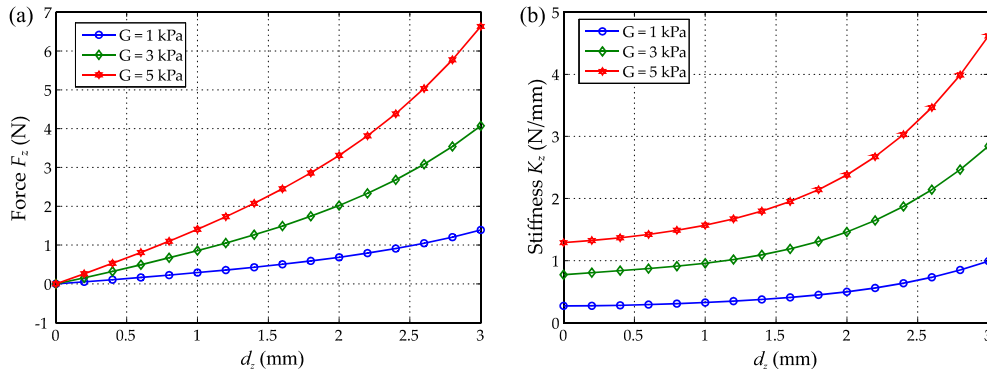 (a)
7
6
5
4
3
2
1
0
-1
Force F_z (N)
G = 1 kPa
G = 3 kPa
G = 5 kPa
0 0.5 1 1.5 2 2.5 3
d_z (mm)
(b)
5
4
3
2
1
0
Stiffness K_z (N/mm)
G = 1 kPa
G = 3 kPa
G = 5 kPa
0 0.5 1 1.5 2 2.5 3
d_z (mm)